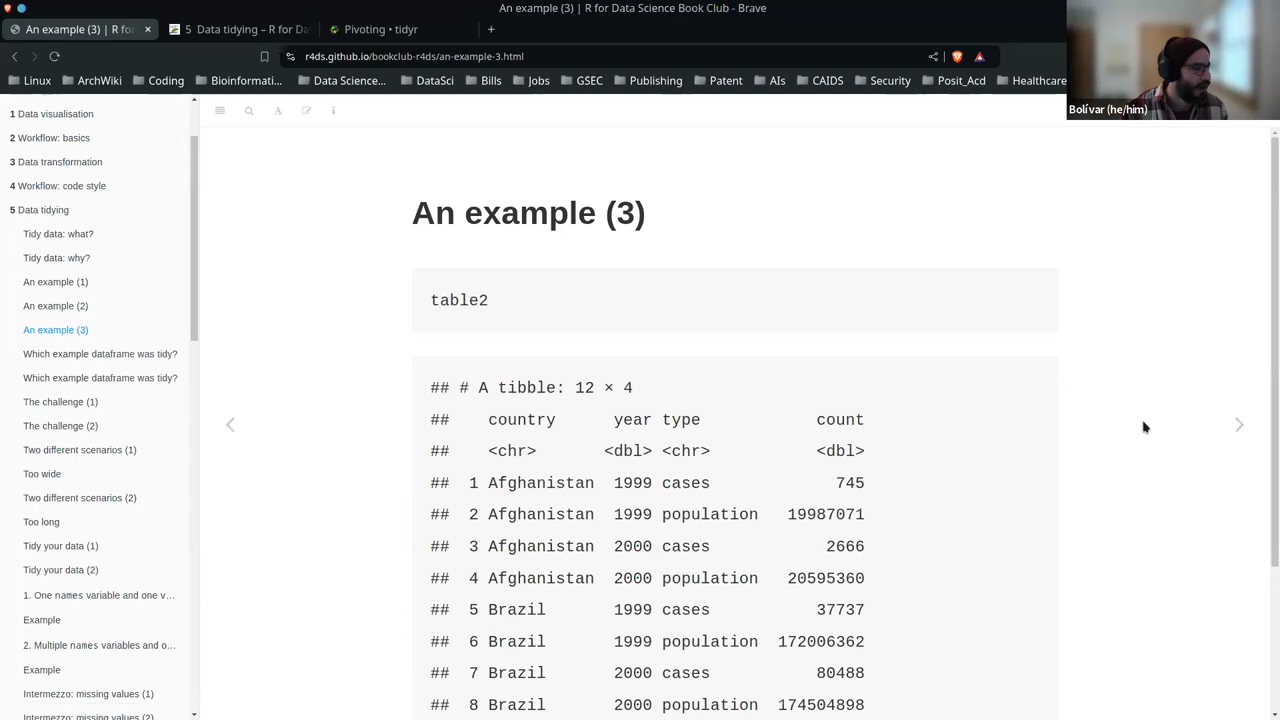 An example (3) | R for Data Science Book Club - Brave
An example (3) | R fo
5 Data tidying – R for Da
Pivoting • tidyr
r4ds.github.io/bookclub-r4ds/an-example-3.html
Linux ArchWiki Coding Bioinformati... Data Science... DataSci Bills Jobs GSEC Publishing Patent AIs CAIDS Security Posit_Acd Healthcare
Bolívar (he/him)
1 Data visualisation
2 Workflow: basics
3 Data transformation
4 Workflow: code style
5 Data tidying
Tidy data: what?
Tidy data: why?
An example (1)
An example (2)
An example (3)
Which example dataframe was tidy?
Which example dataframe was tidy?
The challenge (1)
The challenge (2)
Two different scenarios (1)
Too wide
Two different scenarios (2)
Too long
Tidy your data (1)
Tidy your data (2)
1. One names variable and one v...
Example
2. Multiple names variables and o...
Example
Intermezzo: missing values (1)
Intermezzo: missing values (2)
An example (3)
table2
## # A tibble: 12 × 4
## country year type count
## <chr> <dbl> <chr> <dbl>
## 1 Afghanistan 1999 cases 745
## 2 Afghanistan 1999 population 19987071
## 3 Afghanistan 2000 cases 2666
## 4 Afghanistan 2000 population 20595360
## 5 Brazil 1999 cases 37737
## 6 Brazil 1999 population 172006362
## 7 Brazil 2000 cases 80488
## 8 Brazil 2000 population 174504898